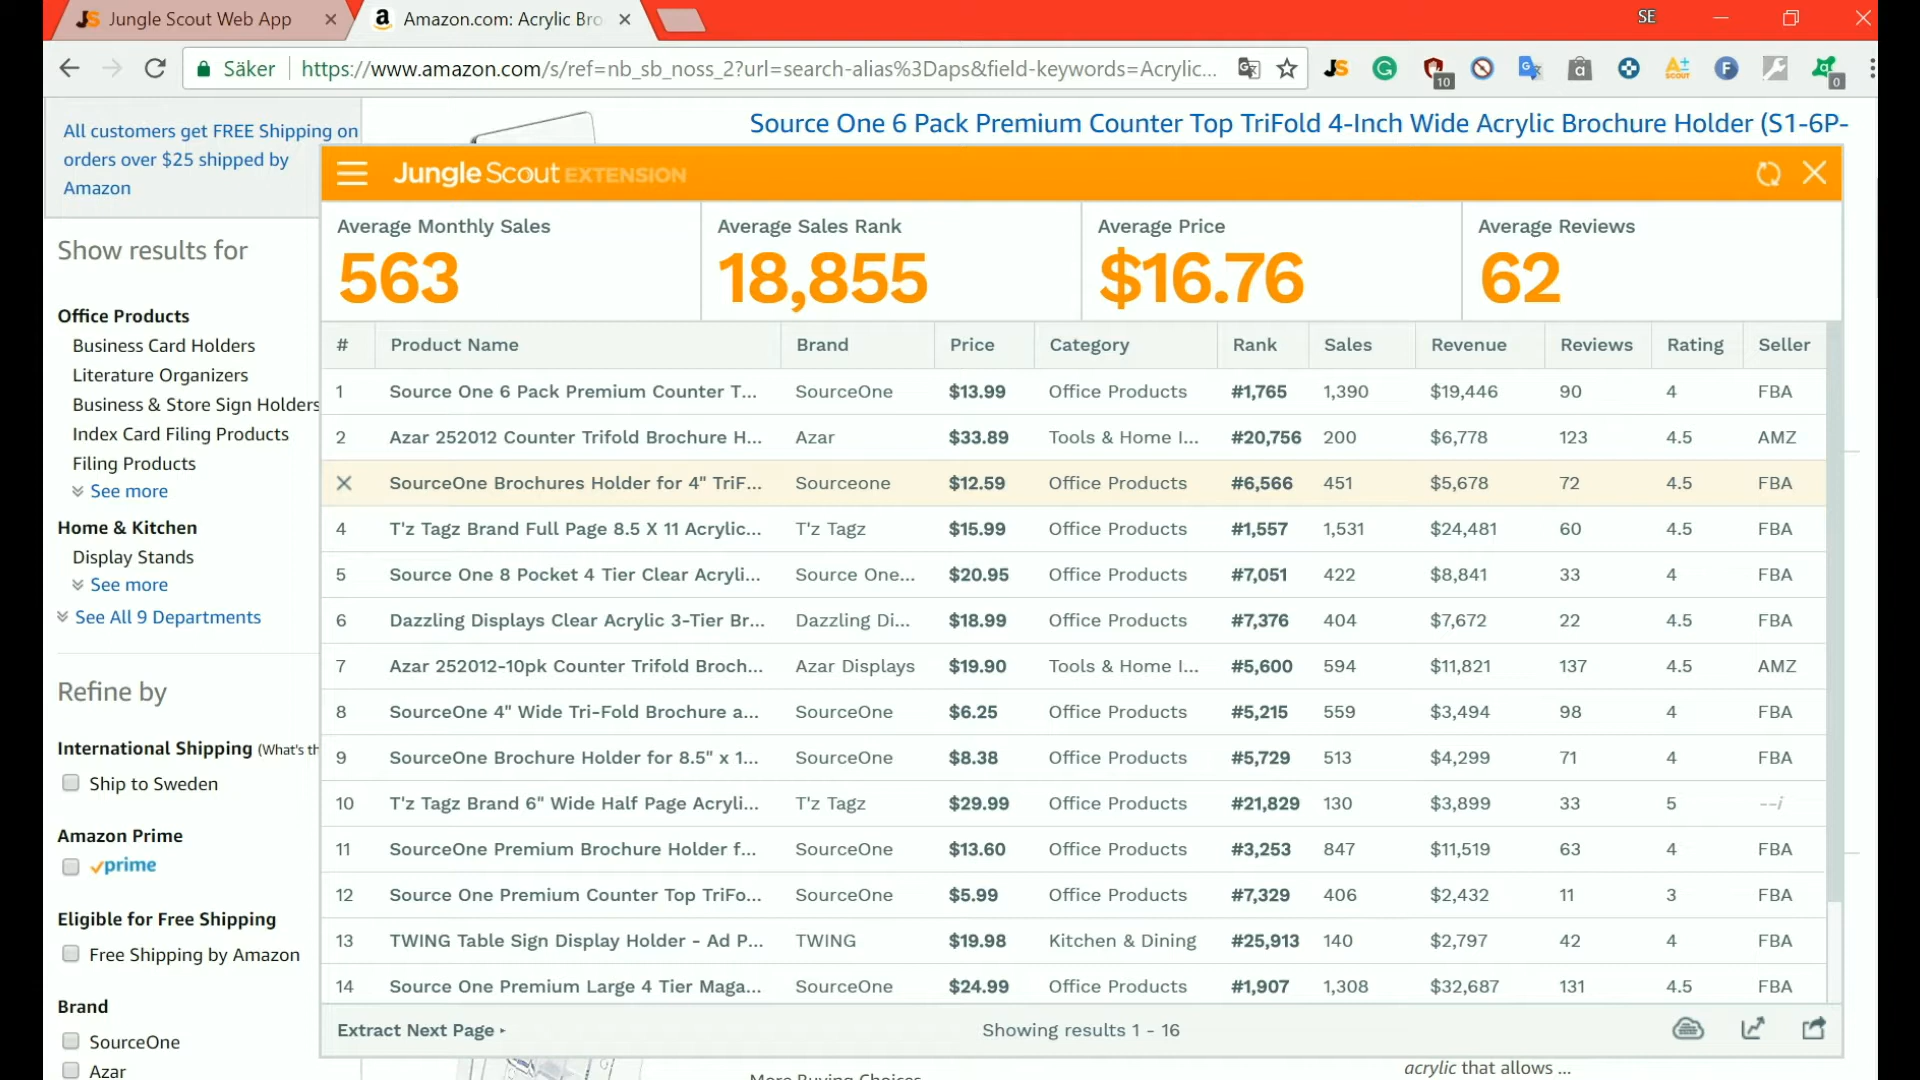 JS Jungle Scout Web App
a Amazon.com: Acrylic Bro
SE
Säker https://www.amazon.com/s/ref=nb_sb_noss_2?url=search-alias%3Daps&field-keywords=Acrylic...
JS G 10 G a A+ SCOUT F a 0
All customers get FREE Shipping on
orders over $25 shipped by
Amazon
Source One 6 Pack Premium Counter Top TriFold 4-Inch Wide Acrylic Brochure Holder (S1-6P-
Show results for
Office Products
Business Card Holders
Literature Organizers
Business & Store Sign Holders
Index Card Filing Products
Filing Products
See more
Home & Kitchen
Display Stands
See more
See All 9 Departments
Refine by
International Shipping (What's th
Ship to Sweden
Amazon Prime
prime
Eligible for Free Shipping
Free Shipping by Amazon
Brand
SourceOne
Azar
Jungle Scout EXTENSION
Average Monthly Sales Average Sales Rank Average Price Average Reviews
563 18,855 $16.76 62
# Product Name Brand Price Category Rank Sales Revenue Reviews Rating Seller
1 Source One 6 Pack Premium Counter T... SourceOne $13.99 Office Products #1,765 1,390 $19,446 90 4 FBA
2 Azar 252012 Counter Trifold Brochure H... Azar $33.89 Tools & Home I... #20,756 200 $6,778 123 4.5 AMZ
SourceOne Brochures Holder for 4" TriF... Sourceone $12.59 Office Products #6,566 451 $5,678 72 4.5 FBA
4 T'z Tagz Brand Full Page 8.5 X 11 Acrylic... T'z Tagz $15.99 Office Products #1,557 1,531 $24,481 60 4.5 FBA
5 Source One 8 Pocket 4 Tier Clear Acryli... Source One... $20.95 Office Products #7,051 422 $8,841 33 4 FBA
6 Dazzling Displays Clear Acrylic 3-Tier Br... Dazzling Di... $18.99 Office Products #7,376 404 $7,672 22 4.5 FBA
7 Azar 252012-10pk Counter Trifold Broch... Azar Displays $19.90 Tools & Home I... #5,600 594 $11,821 137 4.5 AMZ
8 SourceOne 4" Wide Tri-Fold Brochure a... SourceOne $6.25 Office Products #5,215 559 $3,494 98 4 FBA
9 SourceOne Brochure Holder for 8.5" x 1... SourceOne $8.38 Office Products #5,729 513 $4,299 71 4 FBA
10 T'z Tagz Brand 6" Wide Half Page Acryli... T'z Tagz $29.99 Office Products #21,829 130 $3,899 33 5 --i
11 SourceOne Premium Brochure Holder f... SourceOne $13.60 Office Products #3,253 847 $11,519 63 4 FBA
12 Source One Premium Counter Top TriFo... SourceOne $5.99 Office Products #7,329 406 $2,432 11 3 FBA
13 TWING Table Sign Display Holder - Ad P... TWING $19.98 Kitchen & Dining #25,913 140 $2,797 42 4 FBA
14 Source One Premium Large 4 Tier Maga... SourceOne $24.99 Office Products #1,907 1,308 $32,687 131 4.5 FBA
Extract Next Page Showing results 1 - 16
More Buying Choices
acrylic that allows ...